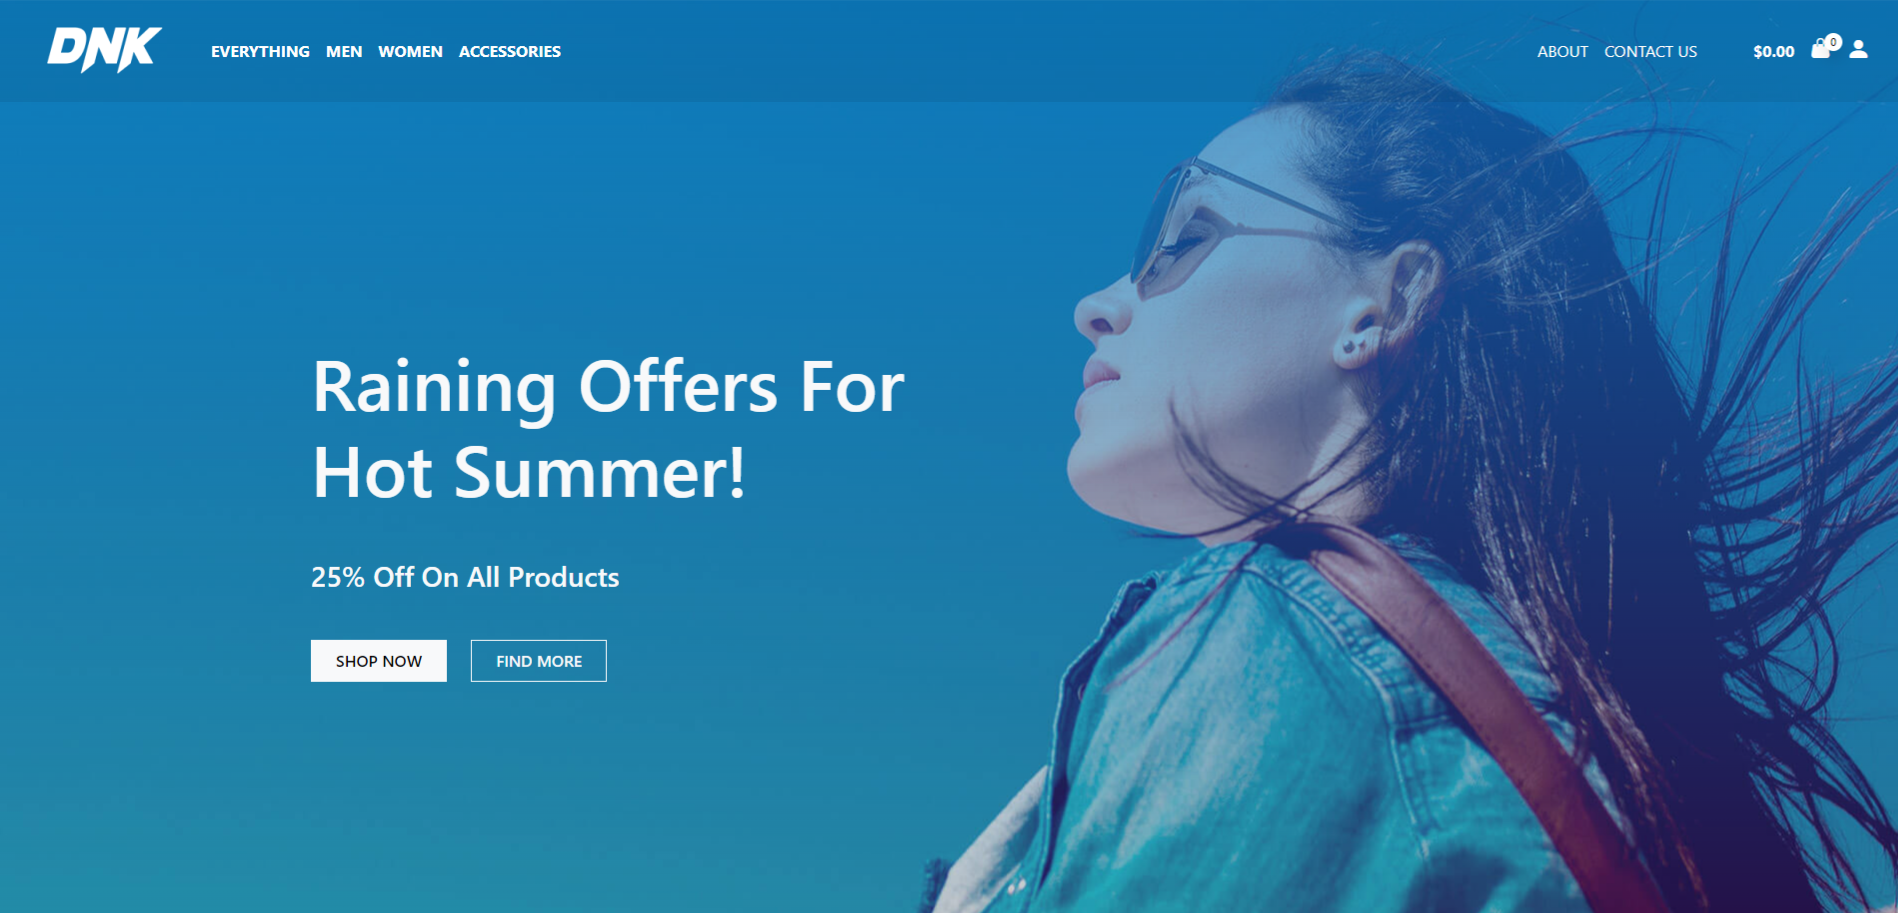 DNK
EVERYTHING MEN WOMEN ACCESSORIES
ABOUT CONTACT US
$0.00
0
Raining Offers For
Hot Summer!
25% Off On All Products
SHOP NOW
FIND MORE